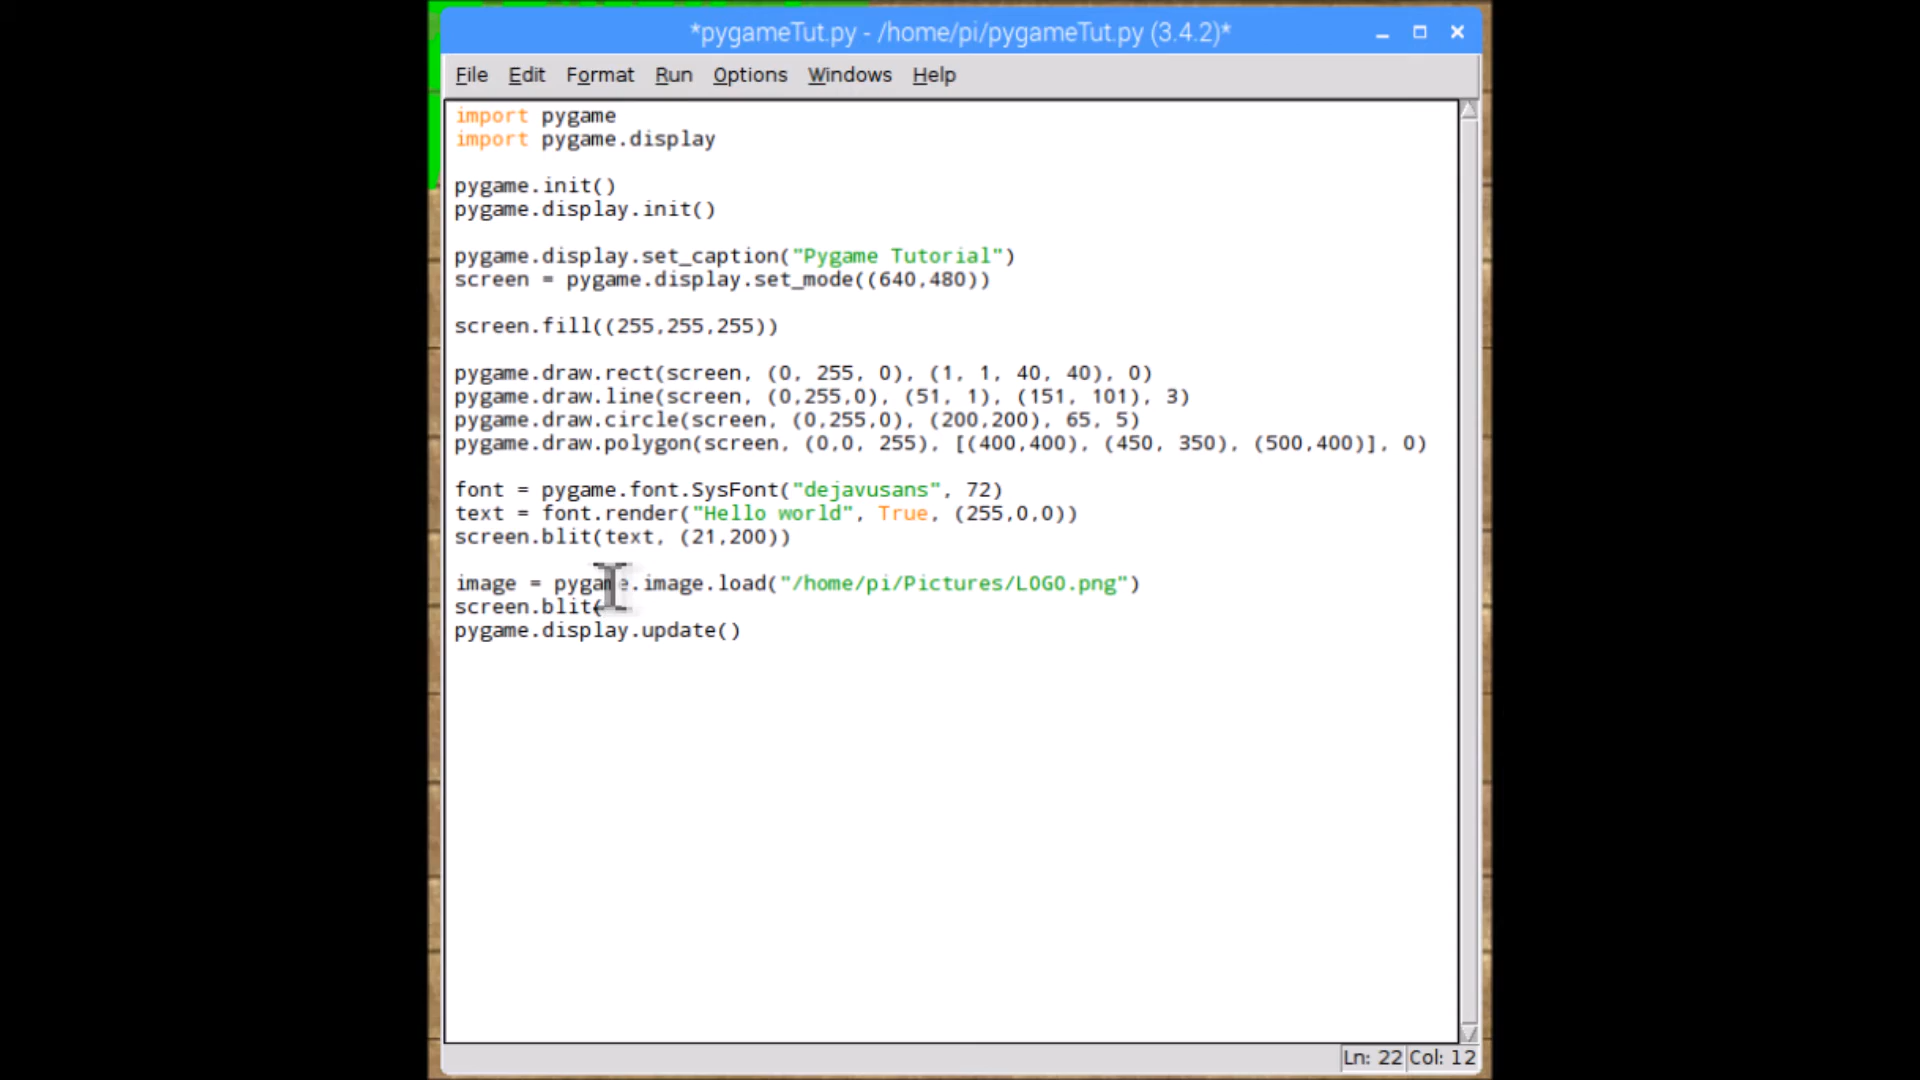 *pygameTut.py - /home/pi/pygameTut.py (3.4.2)*
File Edit Format Run Options Windows Help
import pygame
import pygame.display
pygame.init()
pygame.display.init()
pygame.display.set_caption("Pygame Tutorial")
screen = pygame.display.set_mode((640,480))
screen.fill((255,255,255))
pygame.draw.rect(screen, (0, 255, 0), (1, 1, 40, 40), 0)
pygame.draw.line(screen, (0,255,0), (51, 1), (151, 101), 3)
pygame.draw.circle(screen, (0,255,0), (200,200), 65, 5)
pygame.draw.polygon(screen, (0,0, 255), [(400,400), (450, 350), (500,400)], 0)
font = pygame.font.SysFont("dejavusans", 72)
text = font.render("Hello world", True, (255,0,0))
screen.blit(text, (21,200))
image = pygame.image.load("/home/pi/Pictures/LOGO.png")
screen.blit(
pygame.display.update()
Ln: 22 Col: 12